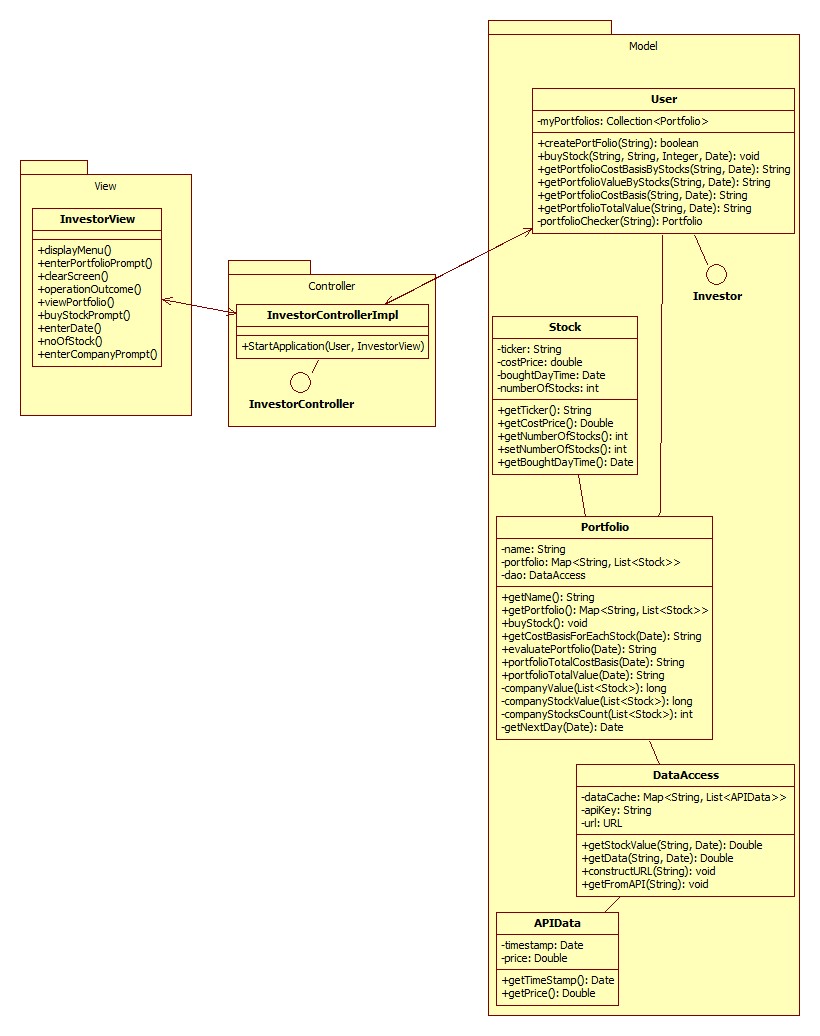 View
InvestorView
+displayMenu()
+enterPortfolioPrompt()
+clearScreen()
+operationOutcome()
+viewPortfolio()
+buyStockPrompt()
+enterDate()
+noOfStock()
+enterCompanyPrompt()
Controller
InvestorControllerImpl
+StartApplication(User, InvestorView)
InvestorController
Model
User
-myPortfolios: Collection<Portfolio>
+createPortFolio(String): boolean
+buyStock(String, String, Integer, Date): void
+getPortfolioCostBasisByStocks(String, Date): String
+getPortfolioValueByStocks(String, Date): String
+getPortfolioCostBasis(String, Date): String
+getPortfolioTotalValue(String, Date): String
-portfolioChecker(String): Portfolio
Investor
Stock
-ticker: String
-costPrice: double
-boughtDayTime: Date
-numberOfStocks: int
+getTicker(): String
+getCostPrice(): Double
+getNumberOfStocks(): int
+setNumberOfStocks(): int
+getBoughtDayTime(): Date
Portfolio
-name: String
-portfolio: Map<String, List<Stock>>
-dao: DataAccess
+getName(): String
+getPortfolio(): Map<String, List<Stock>>
+buyStock(): void
+getCostBasisForEachStock(Date): String
+evaluatePortfolio(Date): String
+portfolioTotalCostBasis(Date): String
+portfolioTotalValue(Date): String
-companyValue(List<Stock>): long
-companyStockValue(List<Stock>): long
-companyStocksCount(List<Stock>): int
-getNextDay(Date): Date
DataAccess
-dataCache: Map<String, List<APIData>>
-apiKey: String
-url: URL
+getStockValue(String, Date): Double
+getData(String, Date): Double
+constructURL(String): void
+getFromAPI(String): void
APIData
-timestamp: Date
-price: Double
+getTimeStamp(): Date
+getPrice(): Double